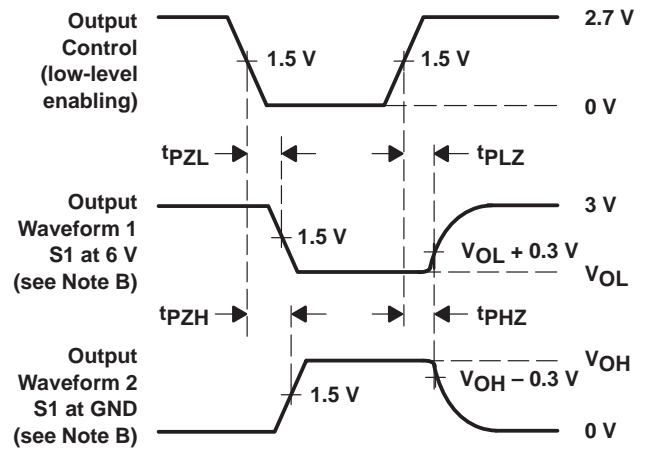 Output
Control
(low-level
enabling)
2.7 V
1.5 V
1.5 V
0 V
tPZL
tPLZ
Output
Waveform 1
S1 at 6 V
(see Note B)
3 V
1.5 V
VOL + 0.3 V
VOL
tPZH
tPHZ
Output
Waveform 2
S1 at GND
(see Note B)
VOH
VOH – 0.3 V
1.5 V
0 V